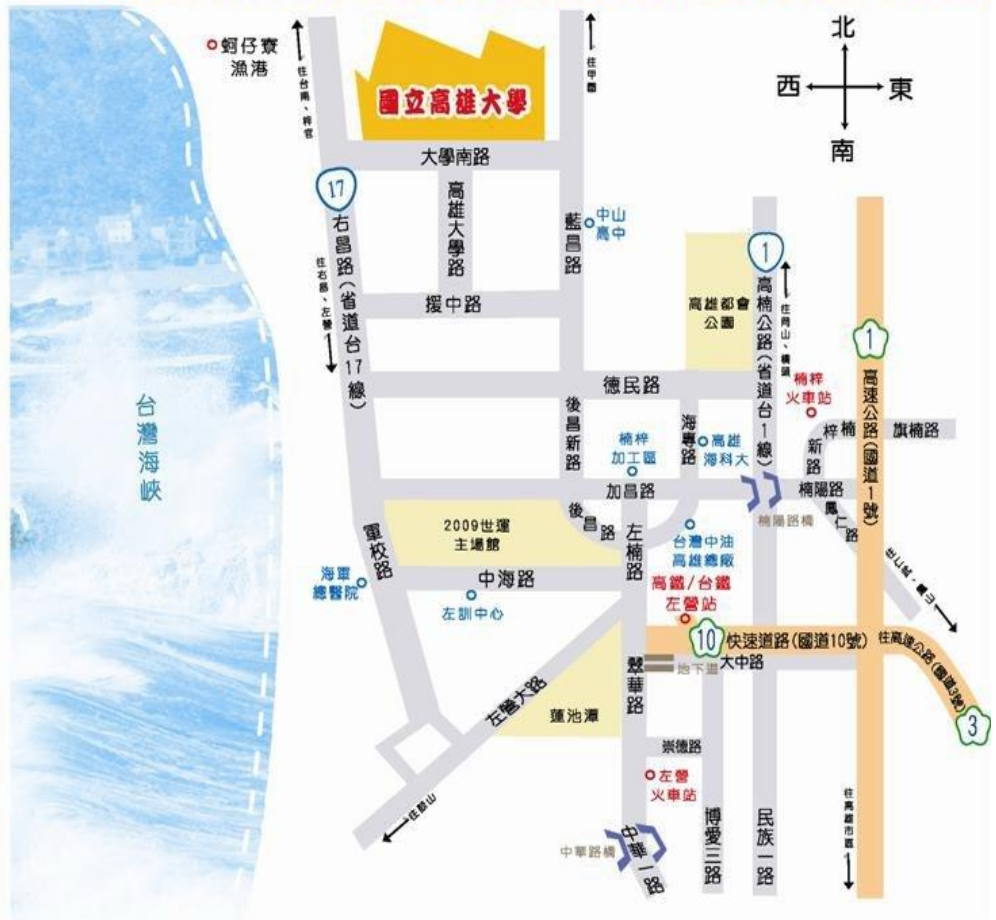 北
西
東
南
蚵仔寮
漁港
往台南、梓官
國立高雄大學
往甲圍
大學南路
17
高雄大學路
藍昌路
中山
高中
右昌路(省道台17線)
往右昌、左營
援中路
高雄都會
公園
1
高楠公路(省道台1線)
往岡山、橋頭
1
高速公路(國道1號)
德民路
楠梓
火車站
後昌新路
楠梓
加工區
海專路
高雄
海科大
梓楠
新路
旗楠路
台灣海峽
加昌路
楠陽路
楠陽路橋
鳳仁路
往仁武、鳳山
2009世運
主場館
後昌路
左楠路
台灣中油
高雄總廠
軍校路
海軍
總醫院
中海路
左訓中心
高鐵/台鐵
左營站
10
快速道路(國道10號)
往高速公路(國道3號)
3
大中路
地下道
翠華路
左營大路
蓮池潭
崇德路
左營
火車站
往鼓山
中華路橋
中華一路
博愛三路
民族一路
往高雄市區